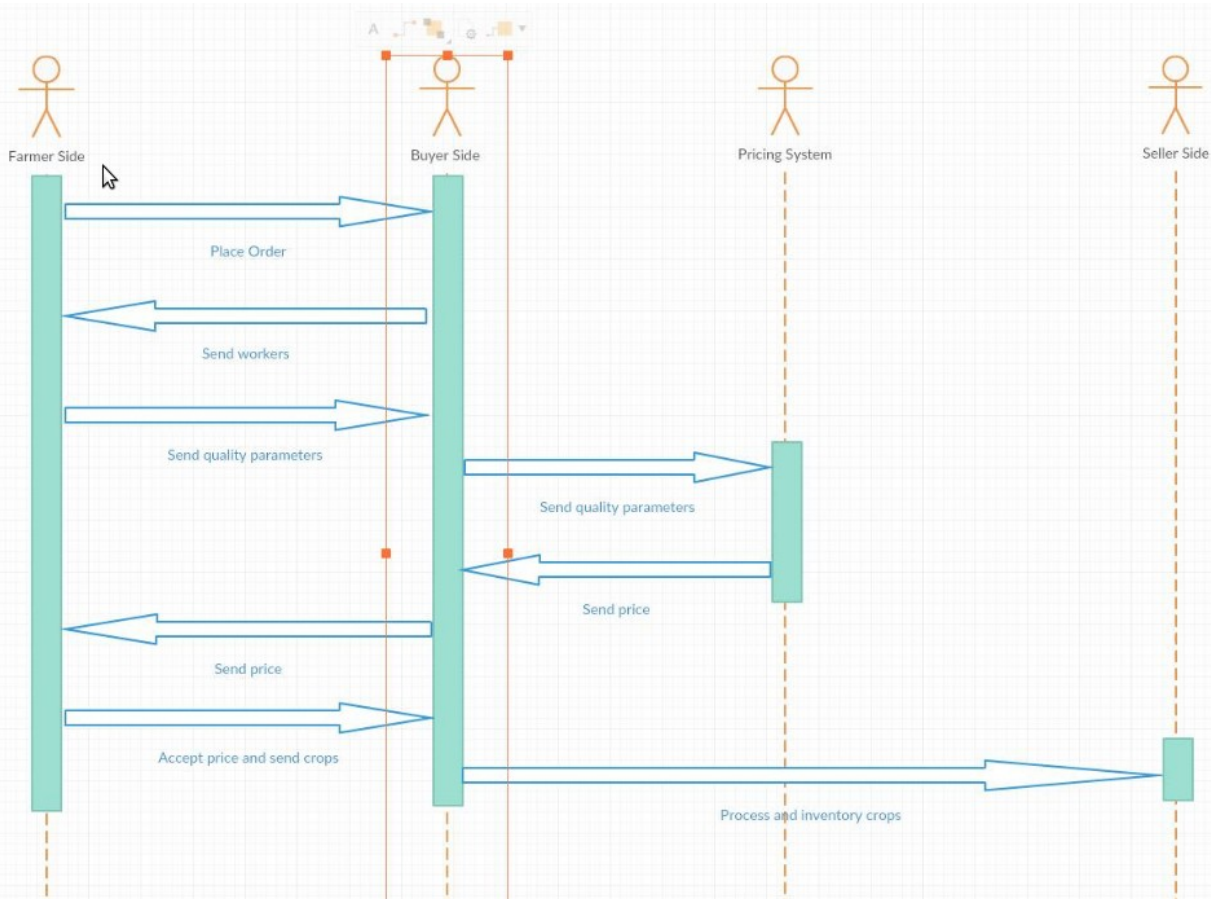 A
Farmer Side
Buyer Side
Pricing System
Seller Side
Place Order
Send workers
Send quality parameters
Send quality parameters
Send price
Send price
Accept price and send crops
Process and inventory crops